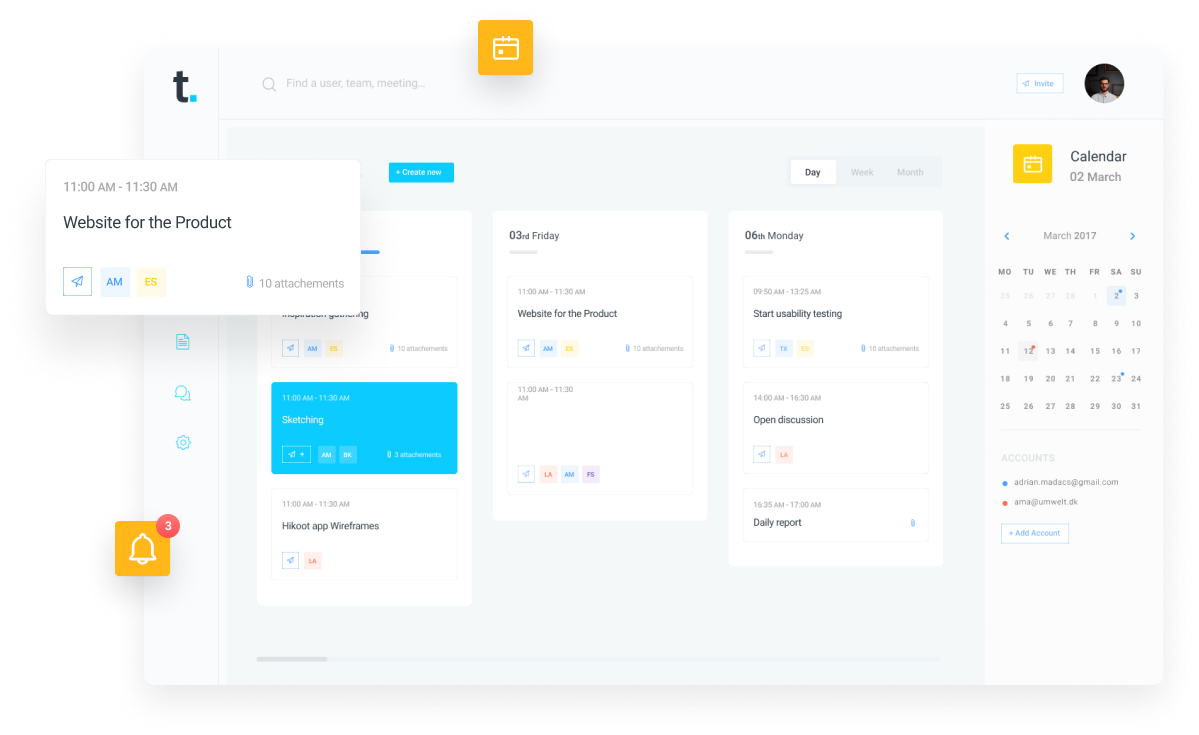 t.
Find a user, team, meeting...
Invite
11:00 AM - 11:30 AM
Website for the Product
AM ES 10 attachements
+ Create new
Day Week Month
Inspiration gathering
AM ES 10 attachements
11:00 AM - 11:30 AM
Sketching
+ AM BK 3 attachements
11:00 AM - 11:30 AM
Hikoot app Wireframes
LA
03rd Friday
11:00 AM - 11:30 AM
Website for the Product
AM ES 10 attachements
11:00 AM - 11:30
AM
LA AM FS
06th Monday
09:50 AM - 13:25 AM
Start usability testing
TX ES 10 attachements
14:00 AM - 16:30 AM
Open discussion
LA
16:35 AM - 17:00 AM
Daily report
Calendar
02 March
March 2017
MO TU WE TH FR SA SU
25 26 27 28 1 2 3
4 5 6 7 8 9 10
11 12 13 14 15 16 17
18 19 20 21 22 23 24
25 26 27 28 29 30 31
ACCOUNTS
adrian.madacs@gmail.com
ama@umwelt.dk
+ Add Account
3